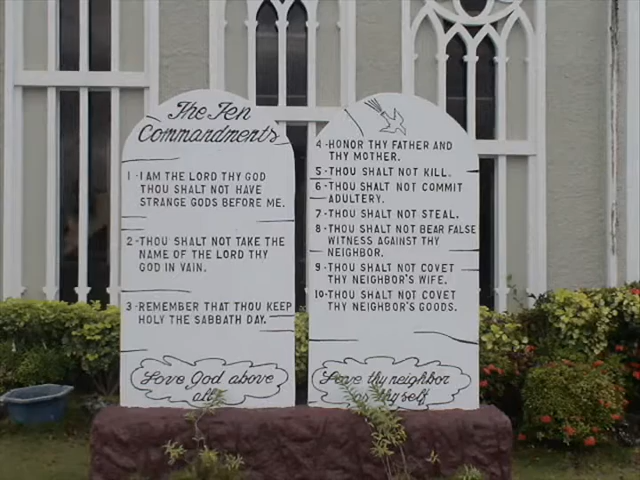 The Ten
Commandments
1 - I AM THE LORD THY GOD
THOU SHALT NOT HAVE
STRANGE GODS BEFORE ME.
2 - THOU SHALT NOT TAKE THE
NAME OF THE LORD THY
GOD IN VAIN.
3 - REMEMBER THAT THOU KEEP
HOLY THE SABBATH DAY.
Love God above
all
4 - HONOR THY FATHER AND
THY MOTHER.
5 - THOU SHALT NOT KILL.
6 - THOU SHALT NOT COMMIT
ADULTERY.
7 - THOU SHALT NOT STEAL.
8 - THOU SHALT NOT BEAR FALSE
WITNESS AGAINST THY
NEIGHBOR.
9 - THOU SHALT NOT COVET
THY NEIGHBOR'S WIFE.
10 - THOU SHALT NOT COVET
THY NEIGHBOR'S GOODS.
Love thy neighbor
as thyself